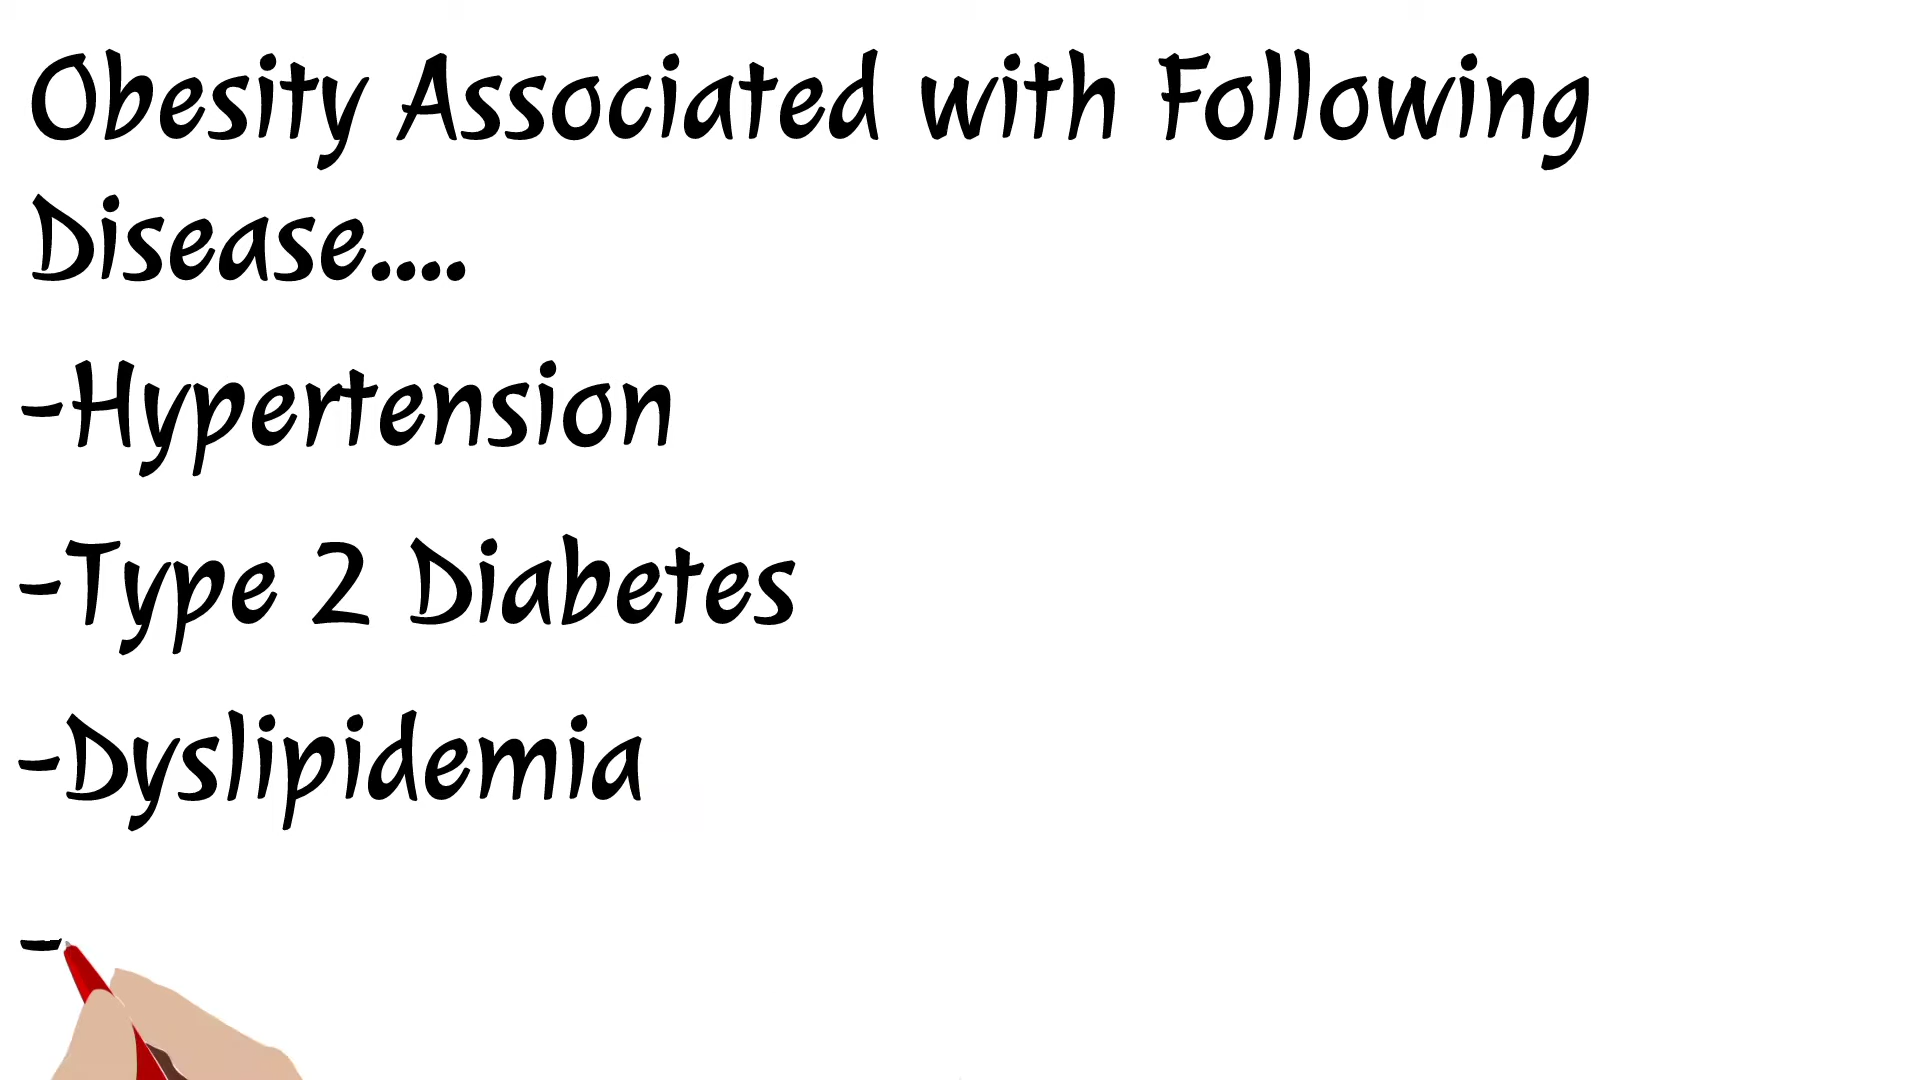 Obesity Associated with Following
Disease....
-Hypertension
-Type 2 Diabetes
-Dyslipidemia
-